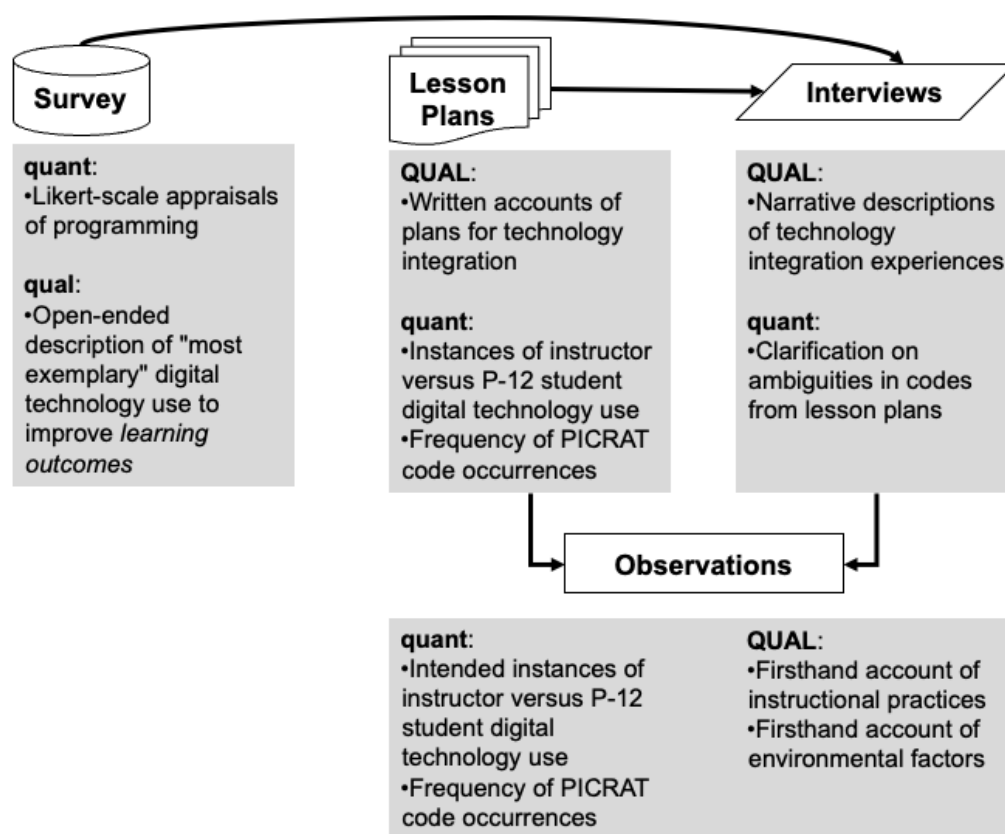 Survey
quant:
•Likert-scale appraisals
of programming
qual:
•Open-ended
description of "most
exemplary" digital
technology use to
improve learning
outcomes
Lesson
Plans
QUAL:
•Written accounts of
plans for technology
integration
quant:
•Instances of instructor
versus P-12 student
digital technology use
•Frequency of PICRAT
code occurrences
Interviews
QUAL:
•Narrative descriptions
of technology
integration experiences
quant:
•Clarification on
ambiguities in codes
from lesson plans
Observations
quant:
•Intended instances of
instructor versus P-12
student digital
technology use
•Frequency of PICRAT
code occurrences
QUAL:
•Firsthand account of
instructional practices
•Firsthand account of
environmental factors